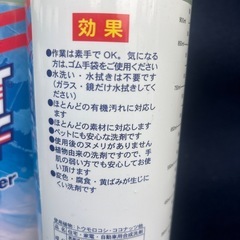 効果
●作業は素手でOK。気になる方は、ゴム手袋をご使用ください
●水洗い・水拭きは不要です
(ガラス・鏡だけ水拭きしてください)
●ほとんどの有機汚れに対応します
●ほとんどの素材に対応します
●ペットにも安心な洗剤です
●使用後のヌメリがありません
●植物由来の洗剤ですので、手肌の弱い方でも安心してお使い頂けます
●変色・腐食・黄ばみが生じない洗剤です